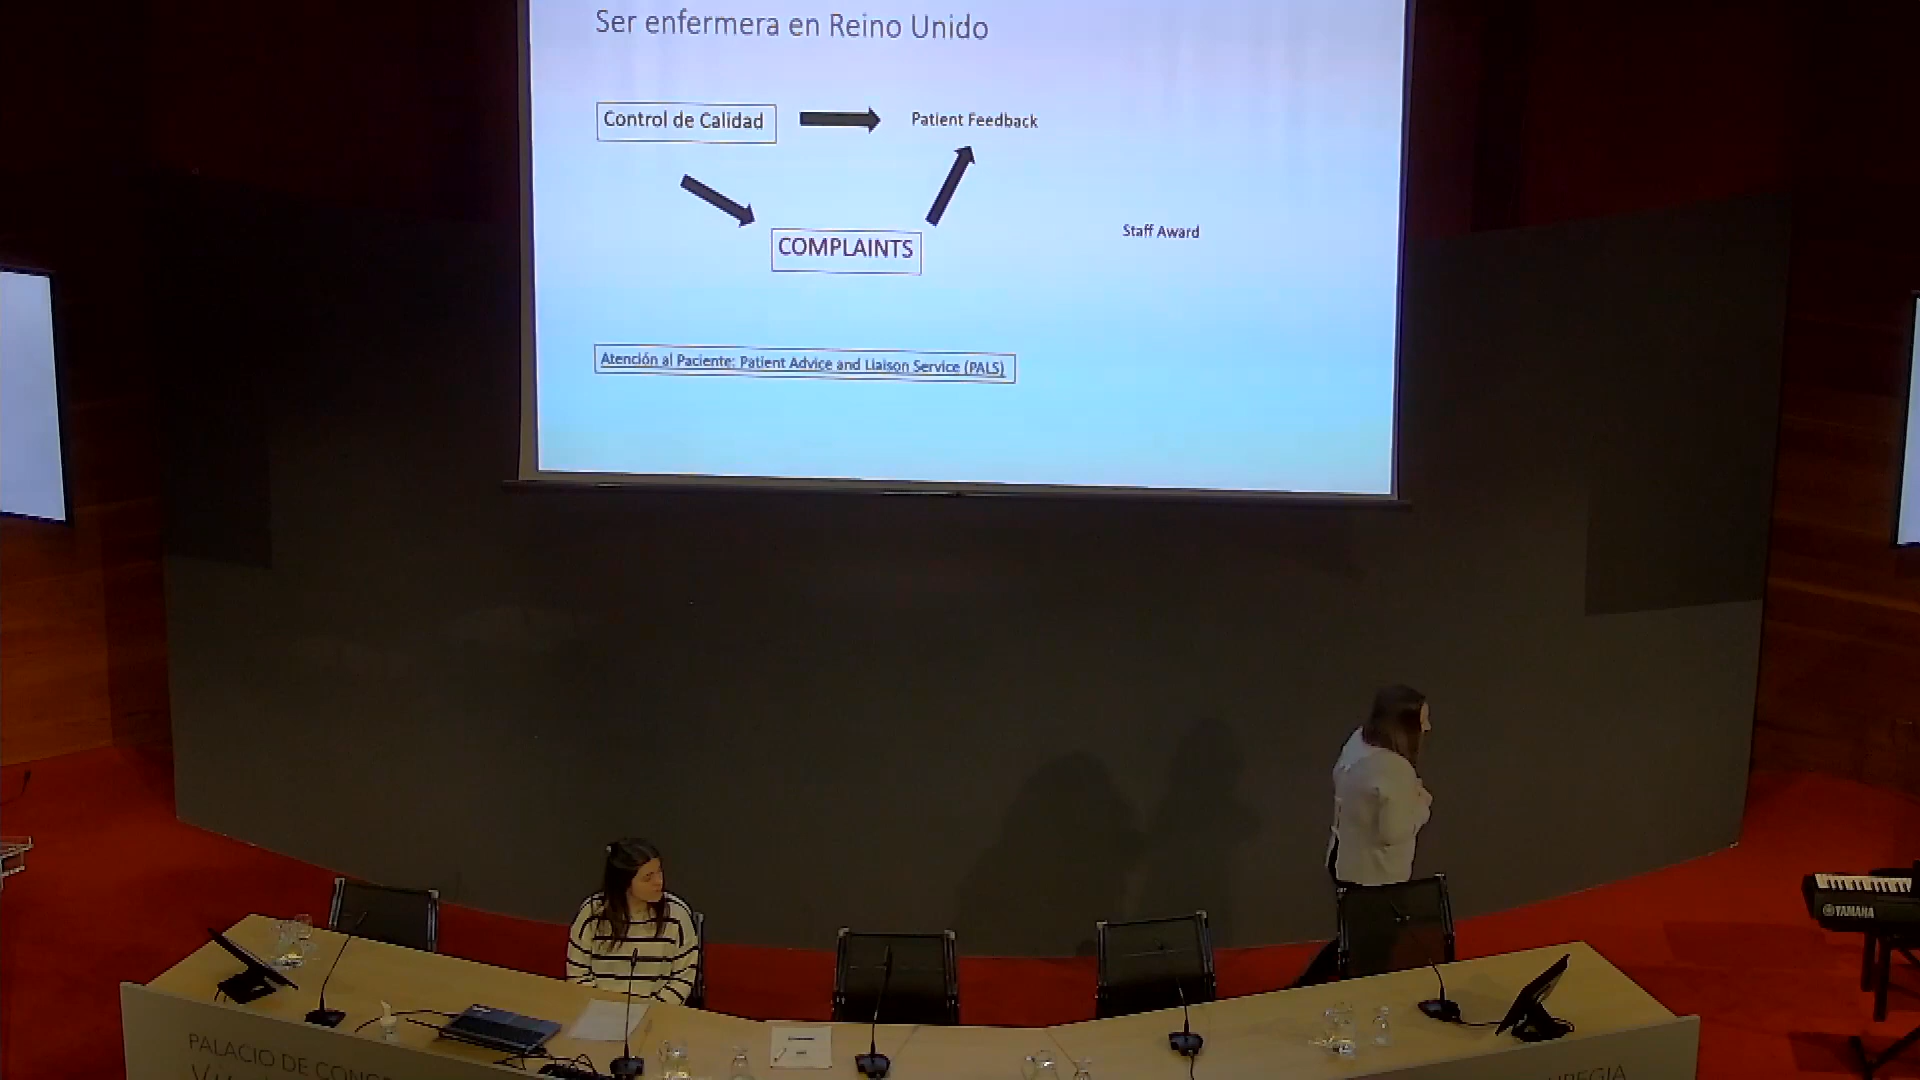 Ser enfermera en Reino Unido
Control de Calidad
Patient Feedback
COMPLAINTS
Staff Award
Atención al Paciente: Patient Advice and Liaison Service (PALS)
YAMAHA
PALACIO DE